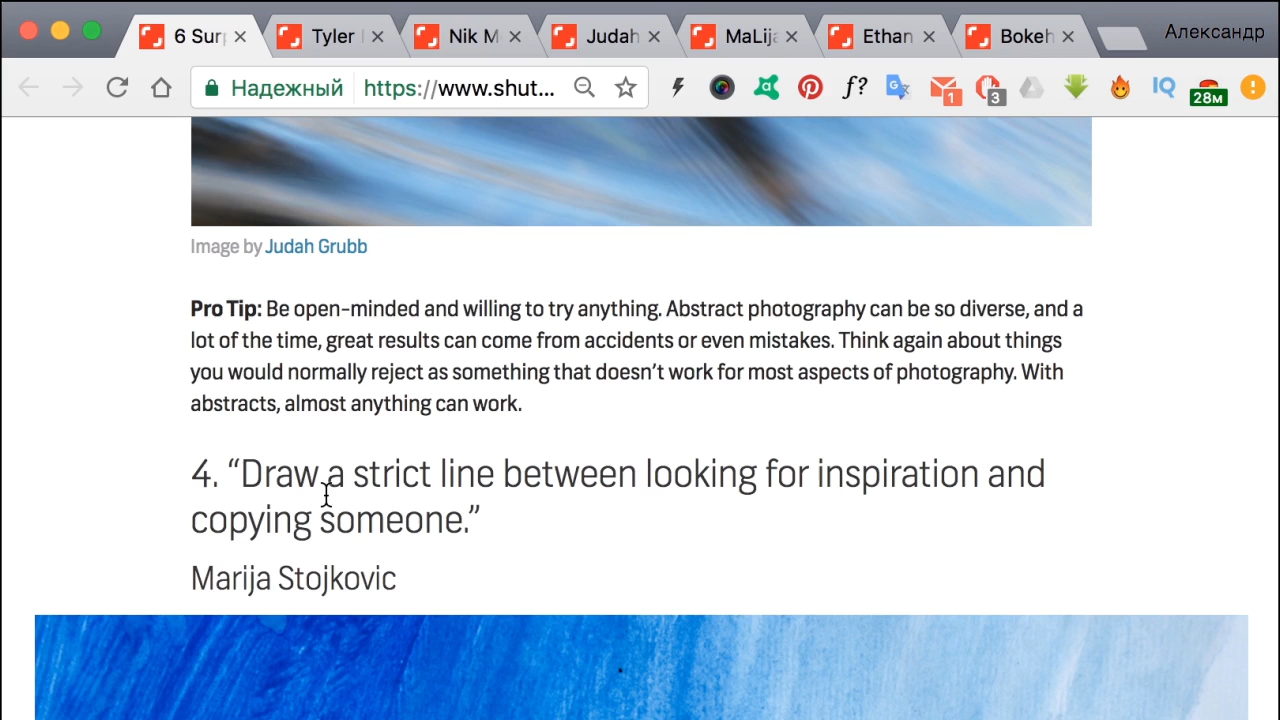 6 Sur
Tyler
Nik M
Judah
MaLija
Ethan
Bokeh
Александр
Надежный
https://www.shut...
f?
1
3
IQ
28м
Image by Judah Grubb
Pro Tip: Be open-minded and willing to try anything. Abstract photography can be so diverse, and a
lot of the time, great results can come from accidents or even mistakes. Think again about things
you would normally reject as something that doesn’t work for most aspects of photography. With
abstracts, almost anything can work.
4. “Draw a strict line between looking for inspiration and
copying someone.”
Marija Stojkovic